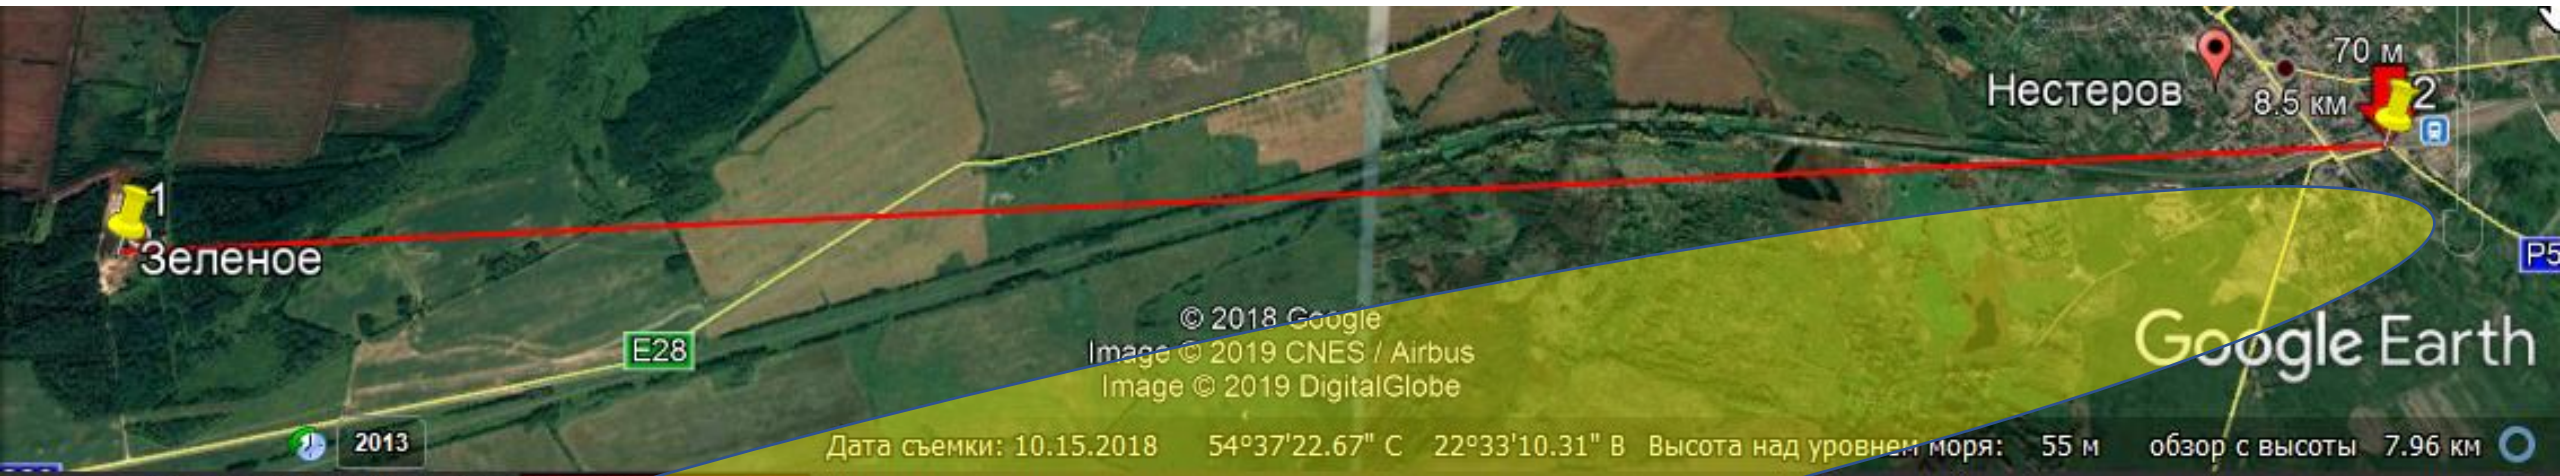 70 м
Нестеров
8.5 км
2
1
Зеленое
P5
E28
© 2018 Google
Image © 2019 CNES / Airbus
Image © 2019 DigitalGlobe
Google Earth
2013
Дата съемки: 10.15.2018 54°37'22.67" С 22°33'10.31" В Высота над уровнем моря: 55 м обзор с высоты 7.96 км